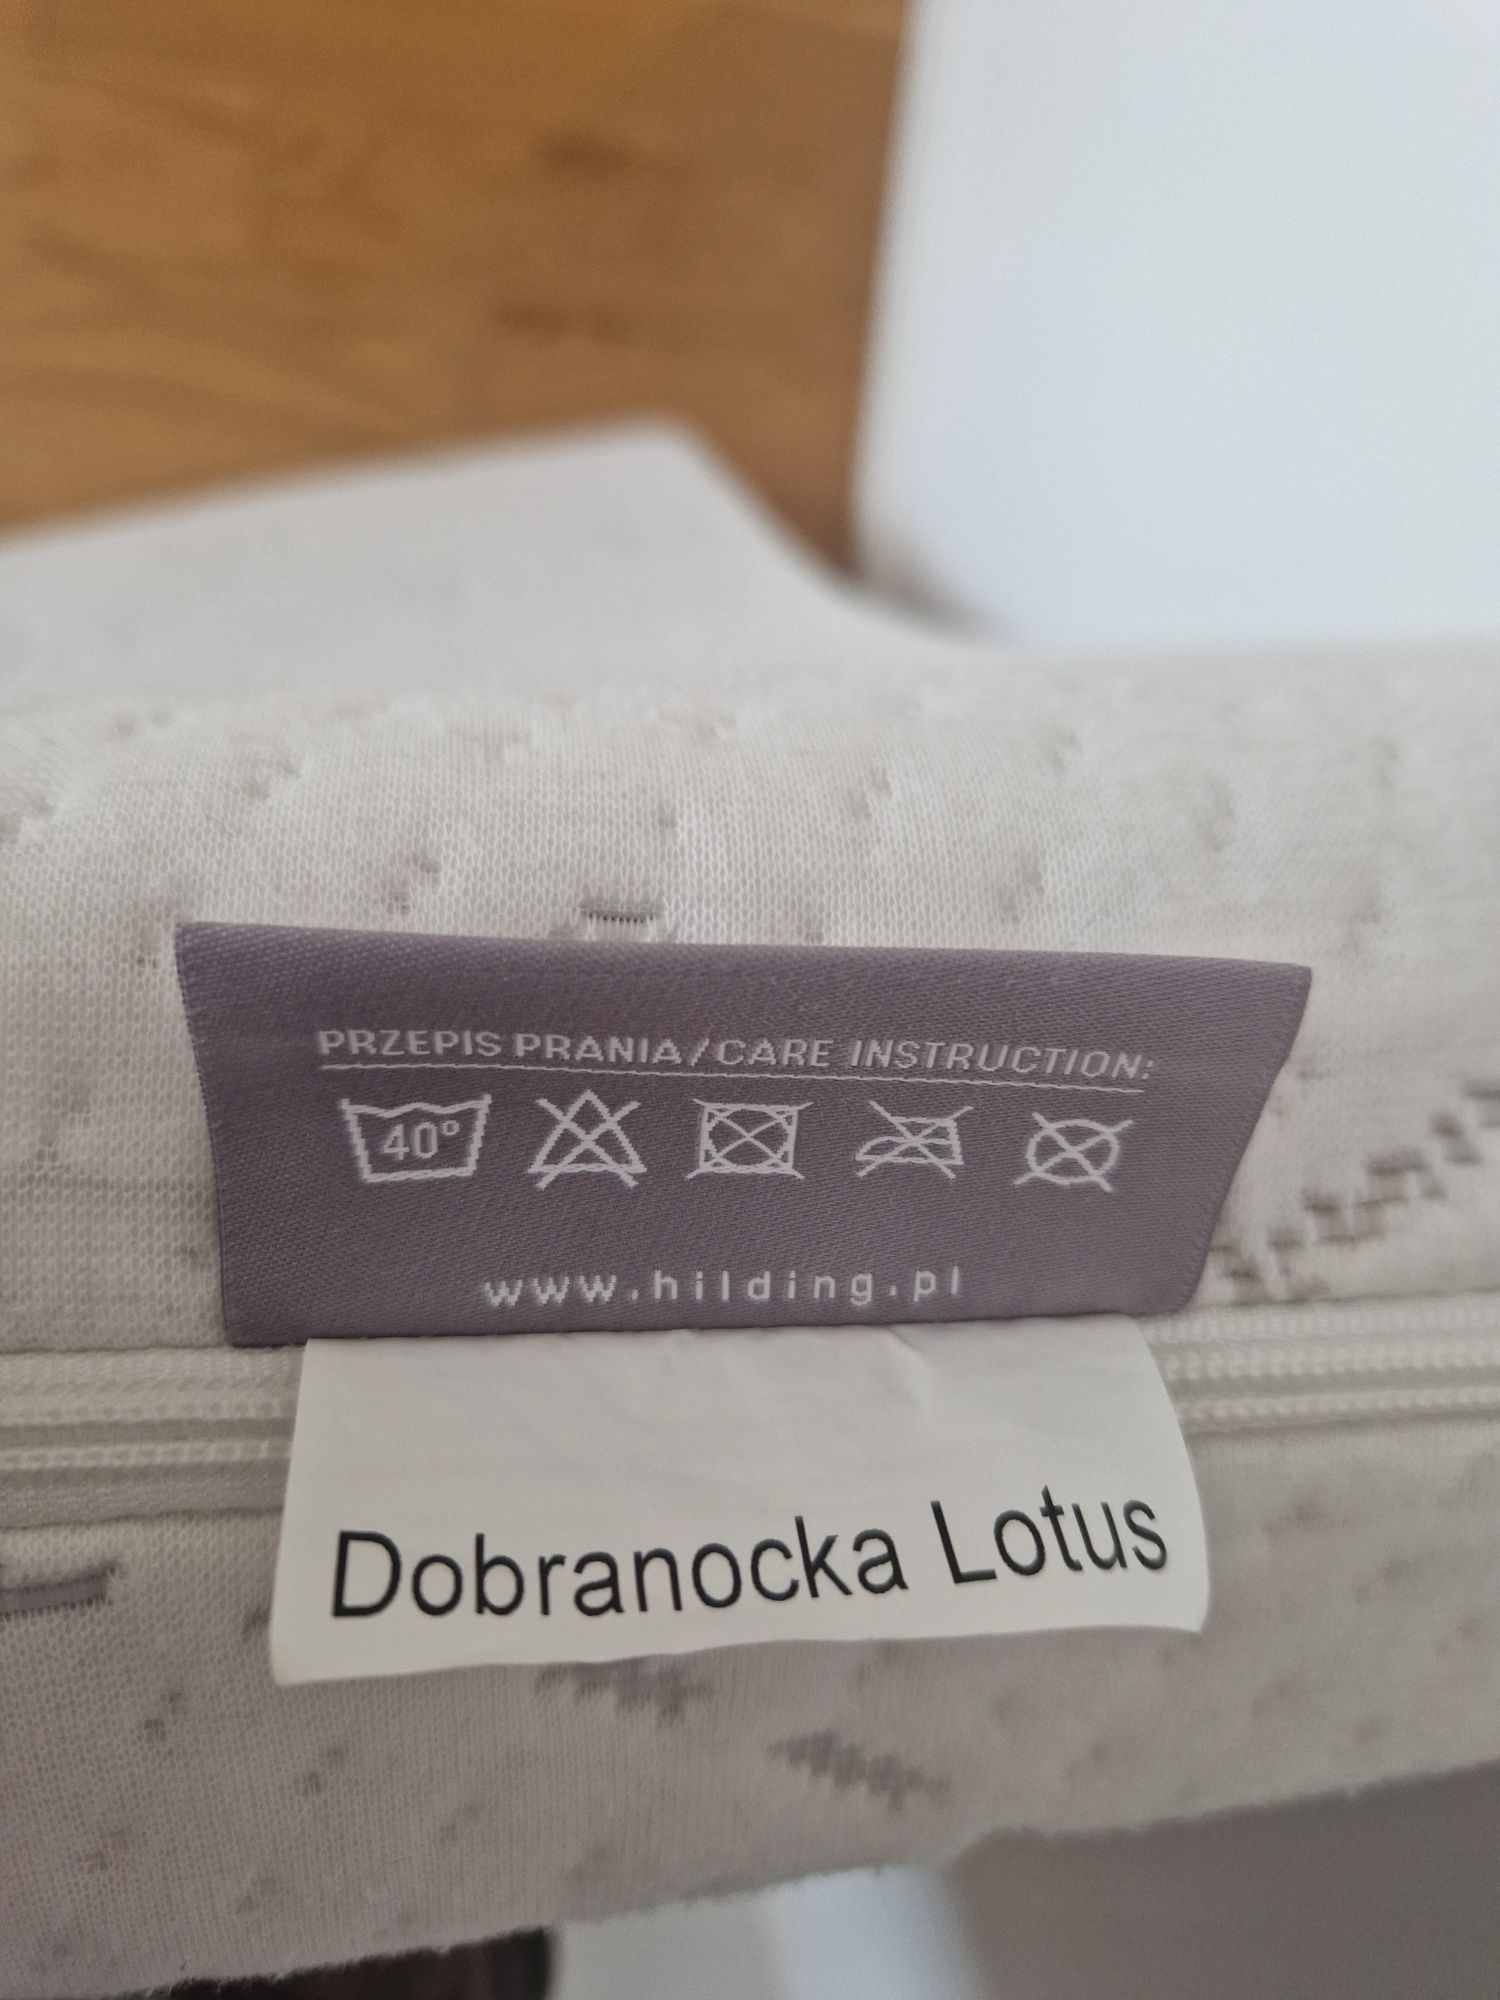 PRZEPIS PRANIA/CARE INSTRUCTION:
40°
www.hilding.pl
Dobranocka Lotus